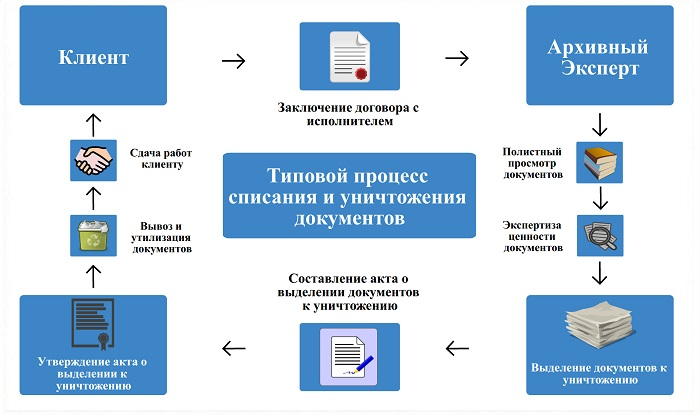 Клиент
Заключение договора с
исполнителем
Архивный
Эксперт
Полистный
просмотр
документов
Экспертиза
ценности
документов
Выделение документов к
уничтожению
Составление акта о
выделении документов
к уничтожению
Утверждение акта о
выделении к
уничтожению
Вывоз и
утилизация
документов
Сдача работ
клиенту
Типовой процесс
списания и уничтожения
документов